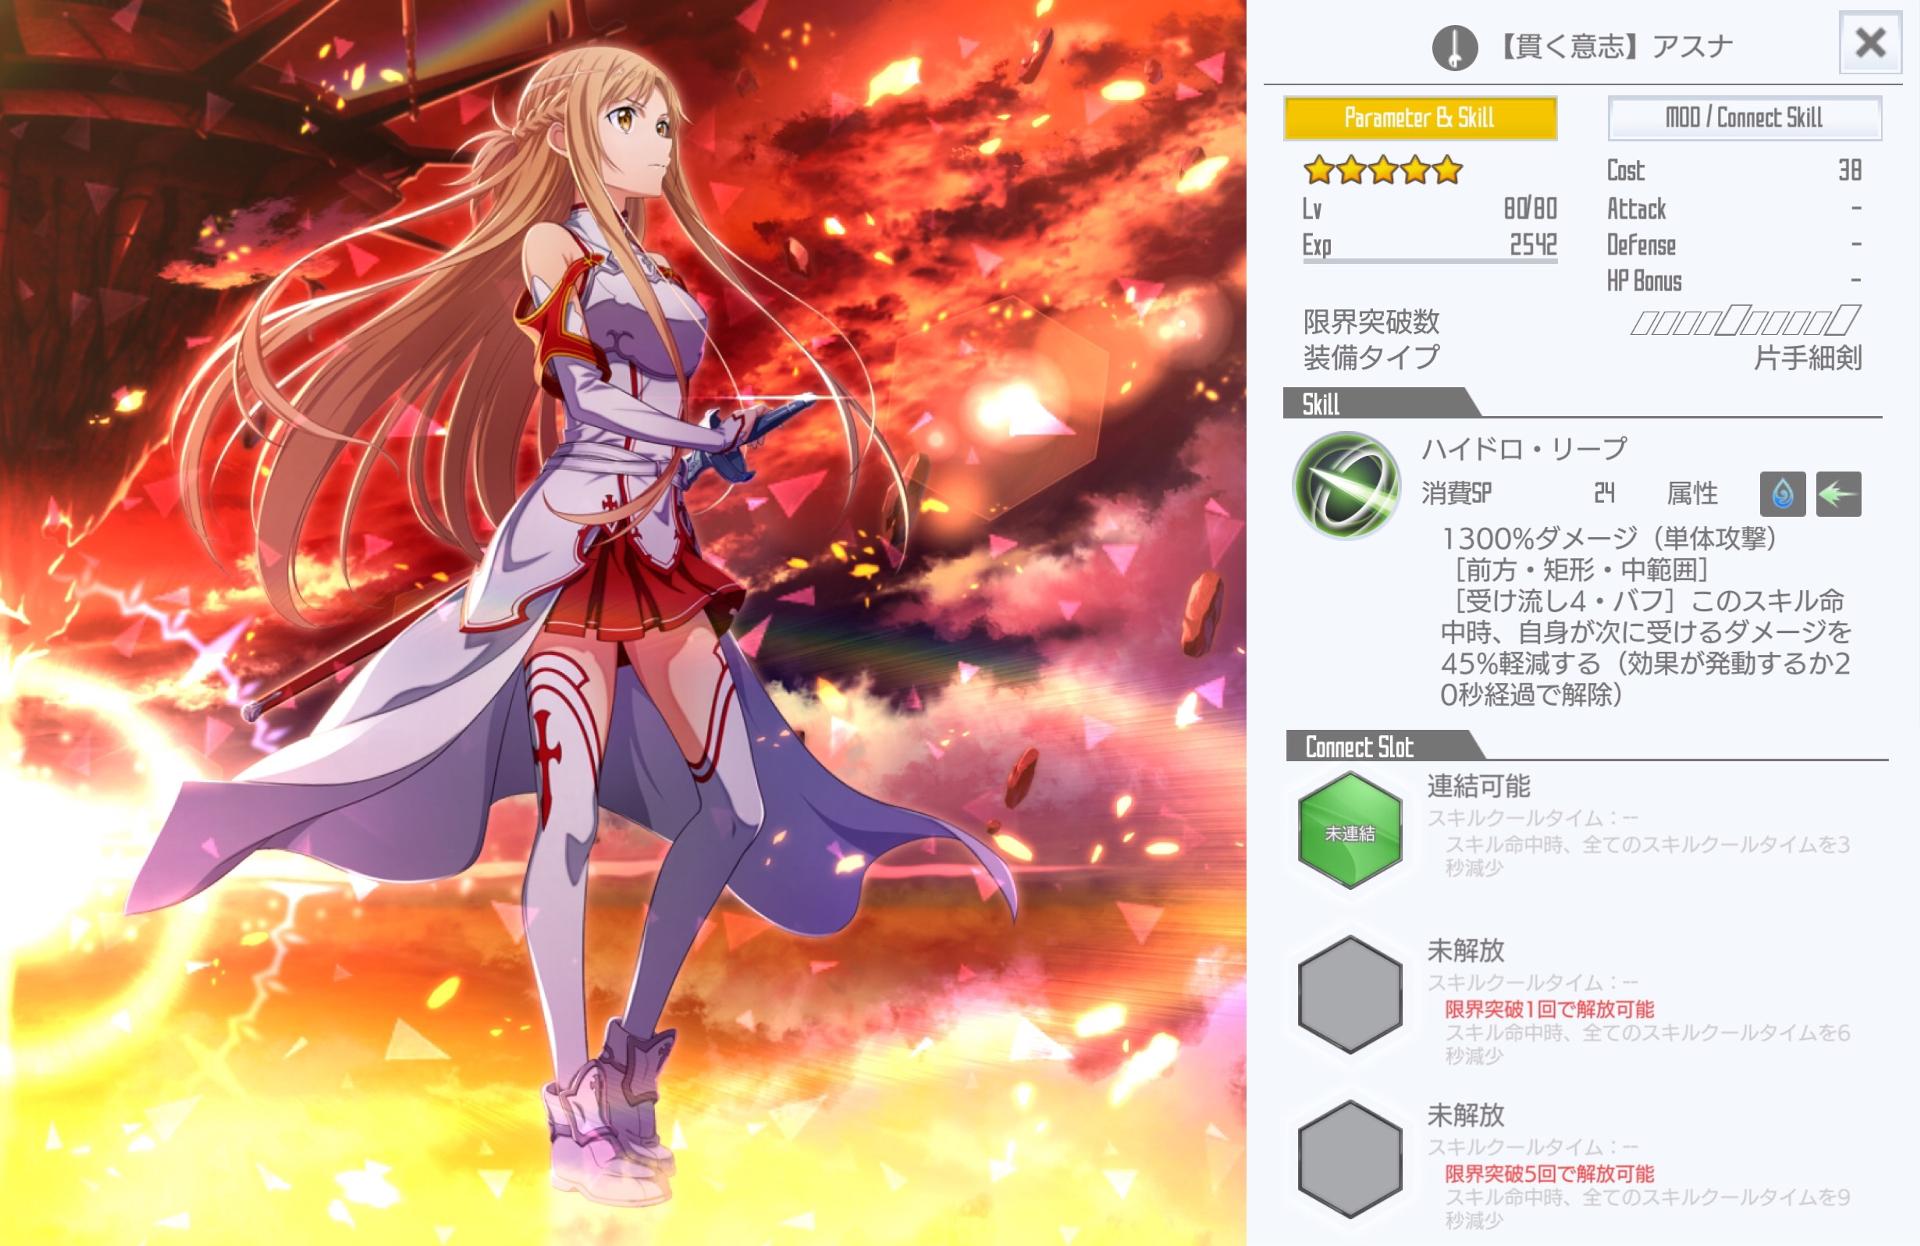 【貫く意志】アスナ
Parameter & Skill
MOD / Connect Skill
Lv 80/80
Exp 2542
Cost 38
Attack -
Defense -
HP Bonus -
限界突破数
装備タイプ 片手細剣
Skill
ハイドロ・リープ
消費SP 24 属性
1300%ダメージ（単体攻撃）
［前方・矩形・中範囲］
［受け流し4・バフ］このスキル命
中時、自身が次に受けるダメージを
45%軽減する（効果が発動するか2
0秒経過で解除）
Connect Slot
未連結
連結可能
スキルクールタイム：--
スキル命中時、全てのスキルクールタイムを3
秒減少
未解放
スキルクールタイム：--
限界突破1回で解放可能
スキル命中時、全てのスキルクールタイムを6
秒減少
未解放
スキルクールタイム：--
限界突破5回で解放可能
スキル命中時、全てのスキルクールタイムを9
秒減少